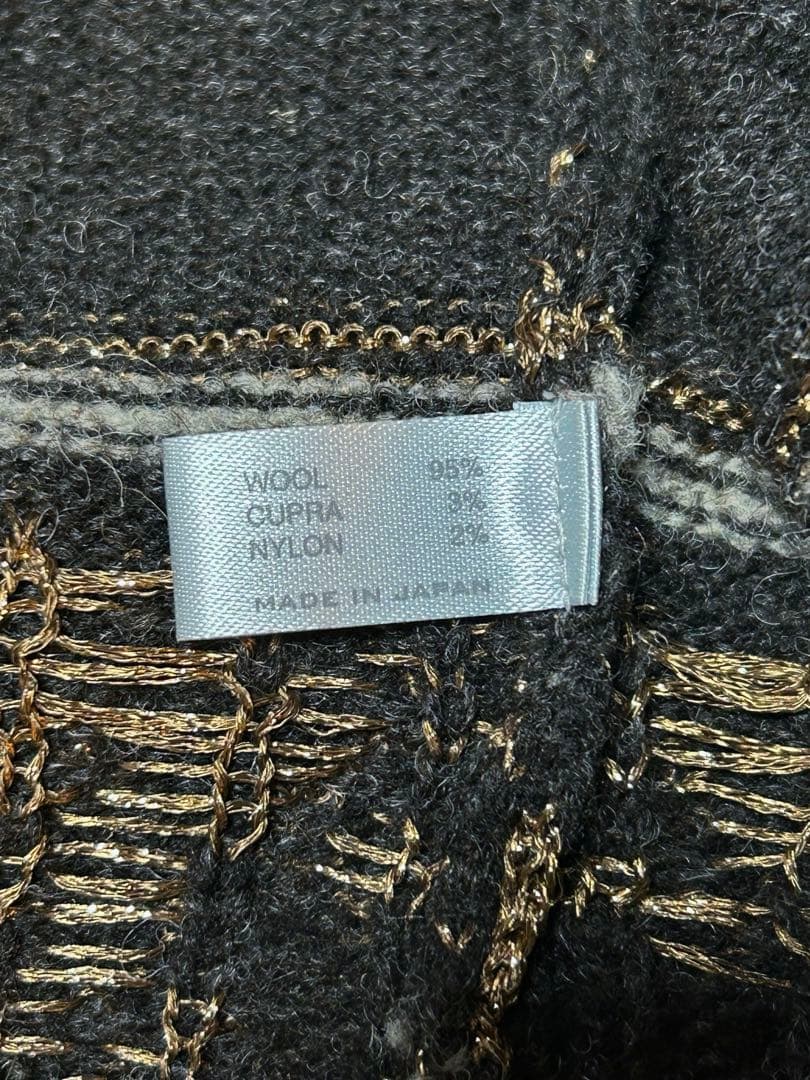 WOOL 95%
CUPRA 3%
NYLON 2%
MADE IN JAPAN